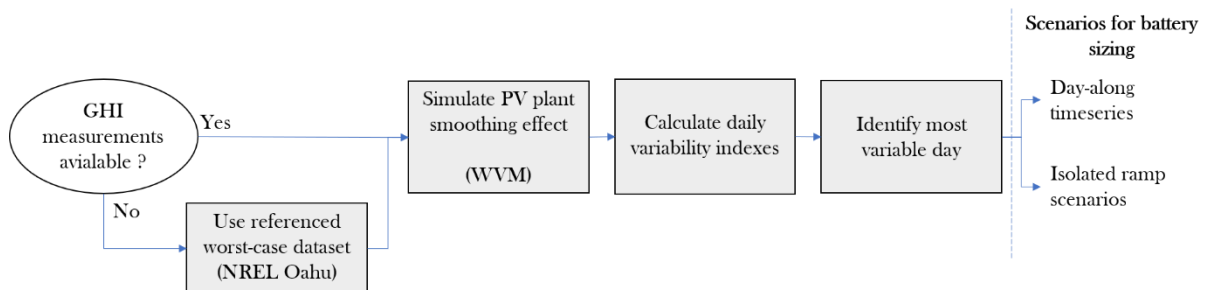 GHI
measurements
avialable ?
Yes
No
Use referenced
worst-case dataset
(NREL Oahu)
Simulate PV plant
smoothing effect
(WVM)
Calculate daily
variability indexes
Identify most
variable day
Scenarios for battery
sizing
Day-along
timeseries
Isolated ramp
scenarios